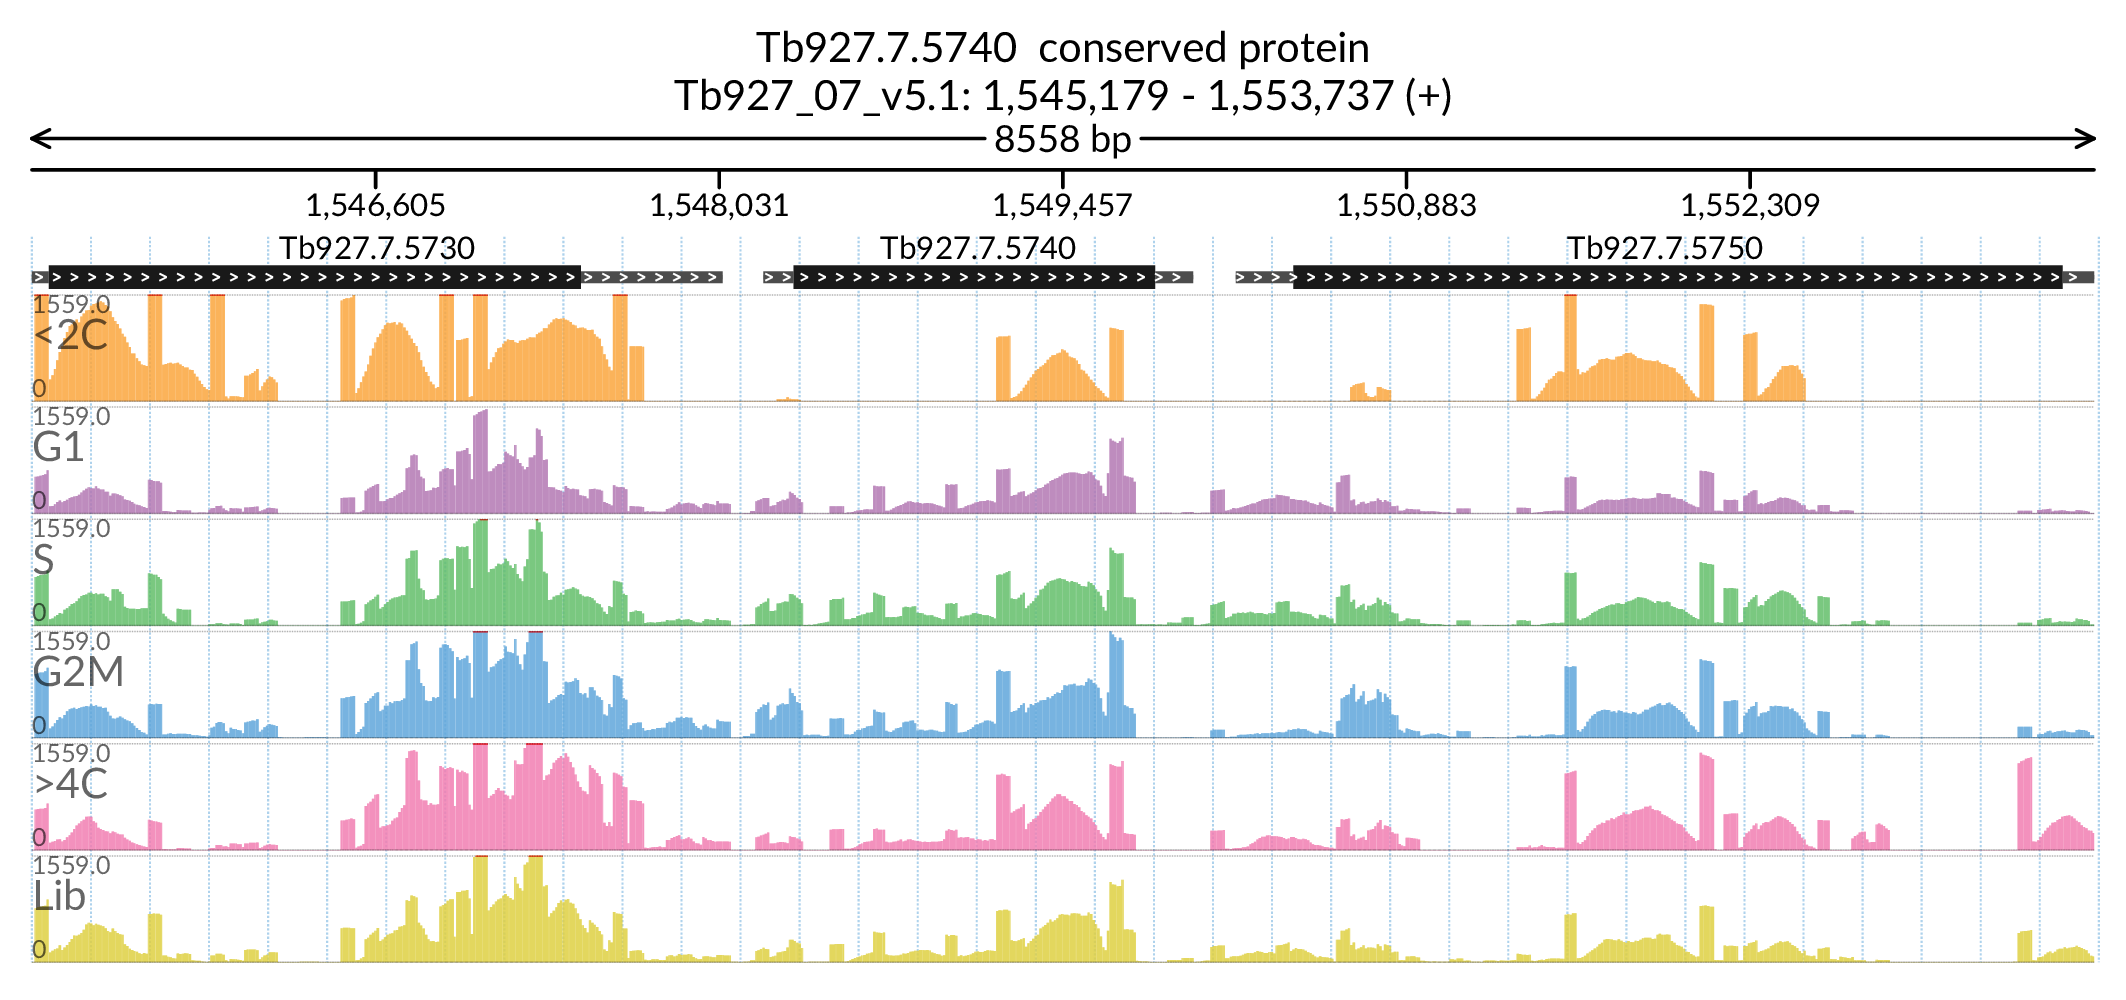 Tb927.7.5740 conserved protein
Tb927_07_v5.1: 1,545,179 - 1,553,737 (+)
8558 bp
1,546,605 1,548,031 1,549,457 1,550,883 1,552,309
Tb927.7.5730 Tb927.7.5740 Tb927.7.5750
1559.0
<2C
0
1559.0
G1
0
1559.0
S
0
1559.0
G2M
0
1559.0
>4C
0
1559.0
Lib
0